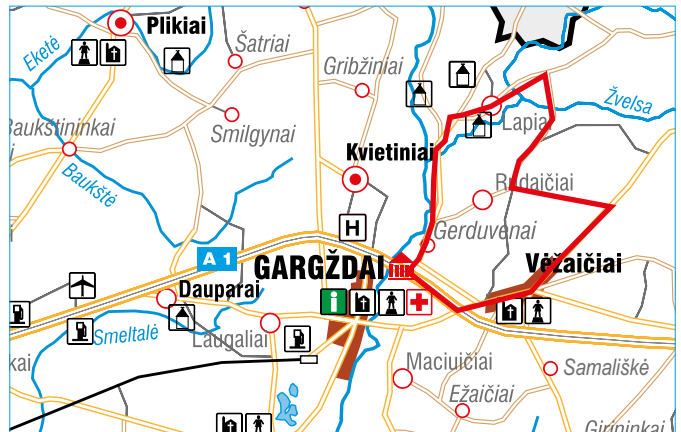 Plikiai
Šatriai
Eketė
Gribžiniai
Žvelsa
Lapiai
Baukštininkai
Smilgynai
Kvietiniai
Baukštė
Rudaičiai
H
Gerduvėnai
A 1
GARGŽDAI
Vėžaičiai
Dauparai
i
Smeltalė
Laugaliai
kai
Maciuičiai
Samališkė
Ežaičiai
Girininkai